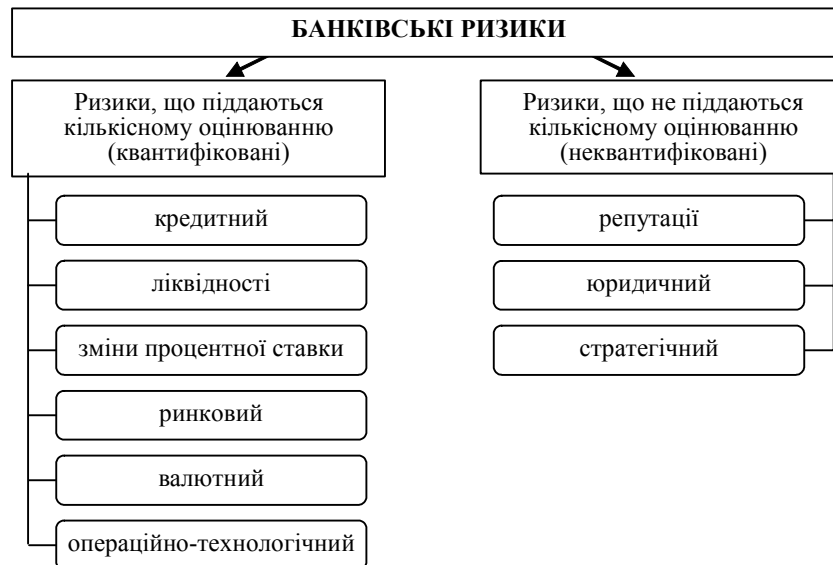 БАНКІВСЬКІ РИЗИКИ
Ризики, що піддаються
кількісному оцінюванню
(квантифіковані)
кредитний
ліквідності
зміни процентної ставки
ринковий
валютний
операційно-технологічний
Ризики, що не піддаються
кількісному оцінюванню
(неквантифіковані)
репутації
юридичний
стратегічний